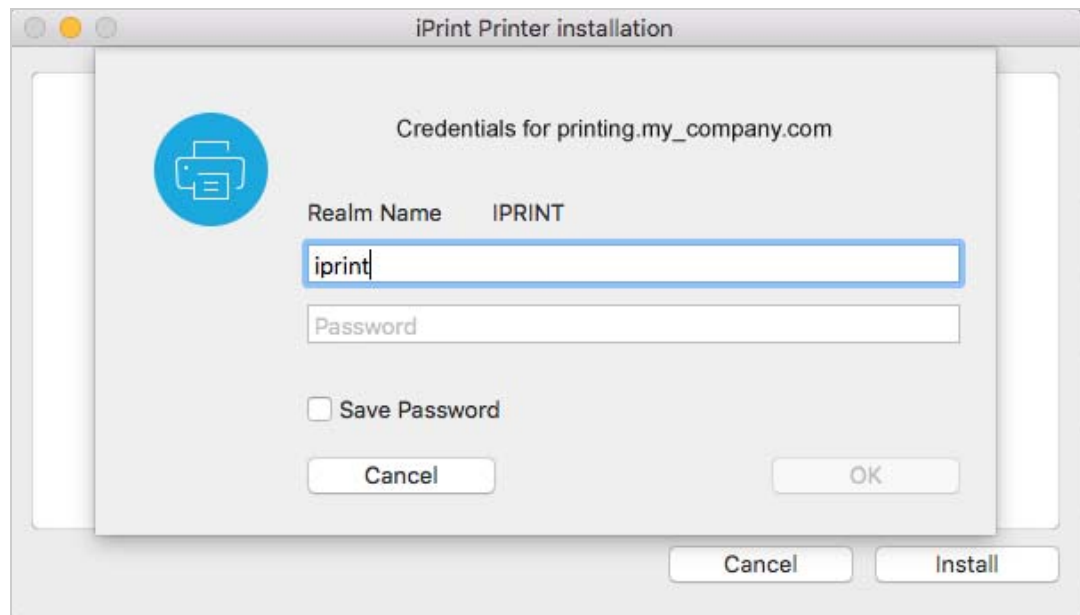 iPrint Printer installation
Credentials for printing.my_company.com
Realm Name IPRINT
iprint
Password
Save Password
Cancel OK
Cancel Install